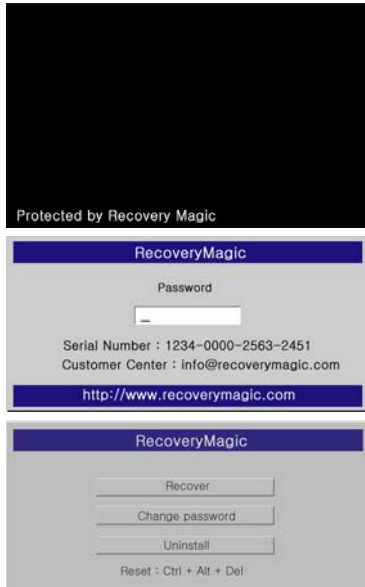 Protected by Recovery Magic
RecoveryMagic
Password
Serial Number : 1234-0000-2563-2451
Customer Center : info@recoverymagic.com
http://www.recoverymagic.com
RecoveryMagic
Recover
Change password
Uninstall
Reset : Ctrl + Alt + Del